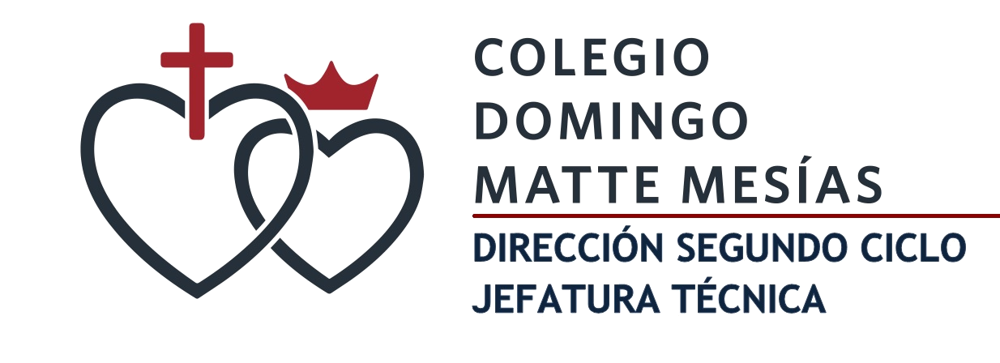 COLEGIO
DOMINGO
MATTE MESÍAS
DIRECCIÓN SEGUNDO CICLO
JEFATURA TÉCNICA